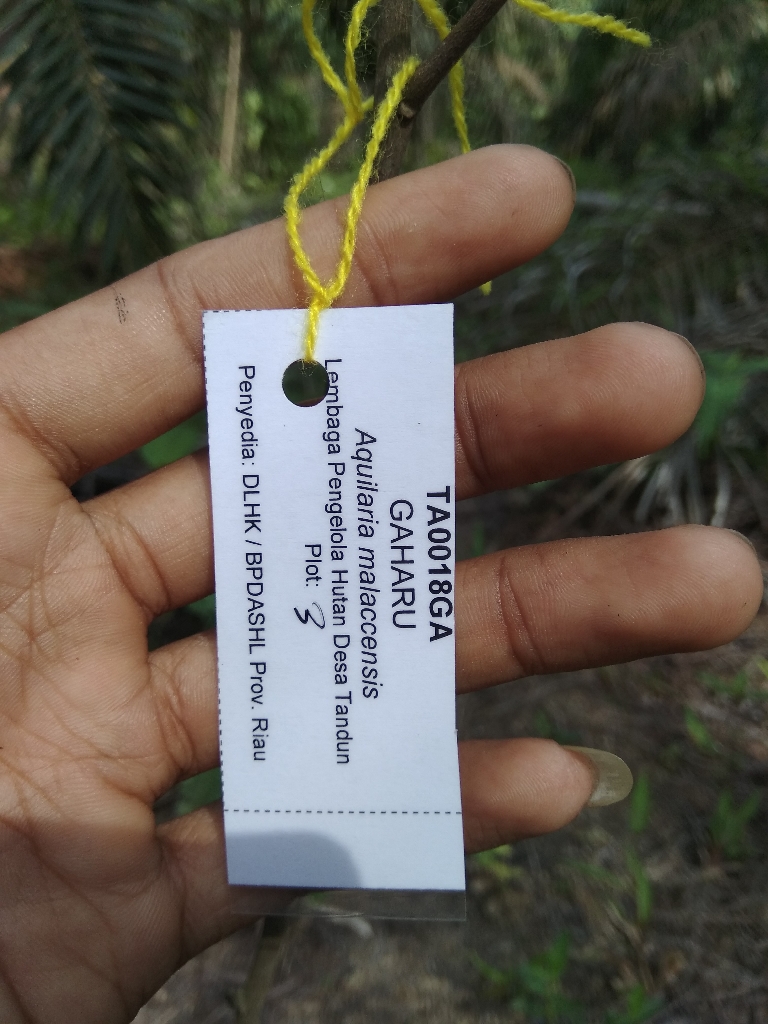 TA0018GA
GAHARU
Aquilaria malaccensis
Lembaga Pengelola Hutan Desa Tandun
Plot: 3
Penyedia: DLHK / BPDASHL Prov. Riau